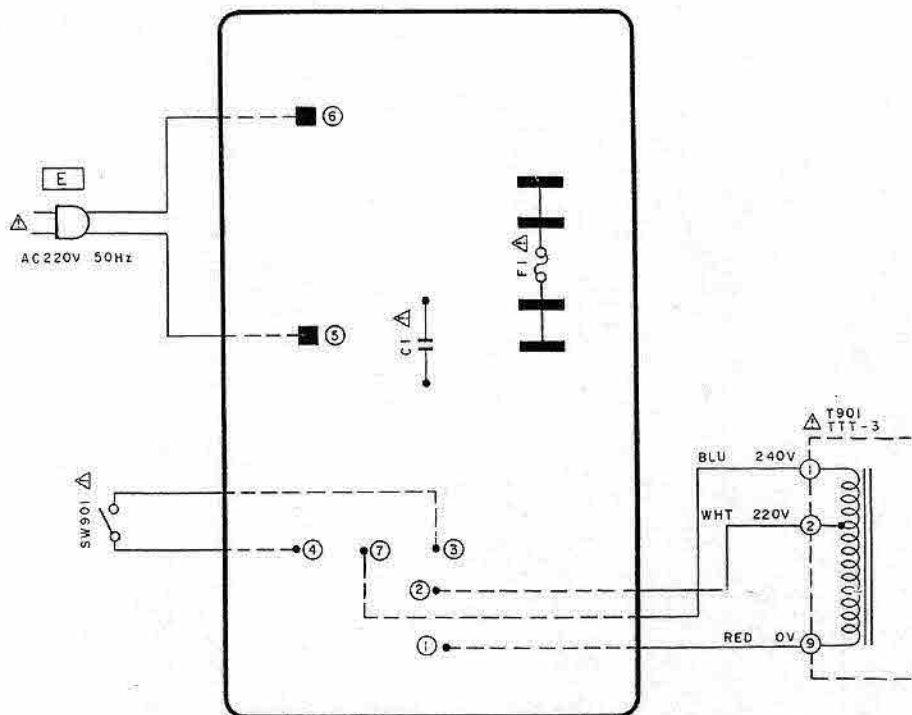 ⑥
E
⚠
AC220V 50Hz
F1 ⚠
⑤
C1 ⚠
⚠ T901
TTT-3
BLU 240V ①
SW901 ⚠
WHT 220V ②
④ ⑦ ③
②
① RED 0V ⑨